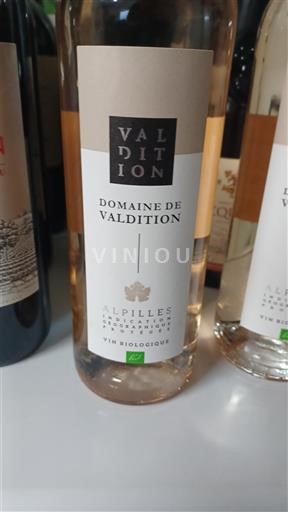 VAL
DIT
ION
DOMAINE DE
VALDITION
VINIOU
ALPILLES
INDICATION
GÉOGRAPHIQUE
PROTÉGÉE
VIN BIOLOGIQUE